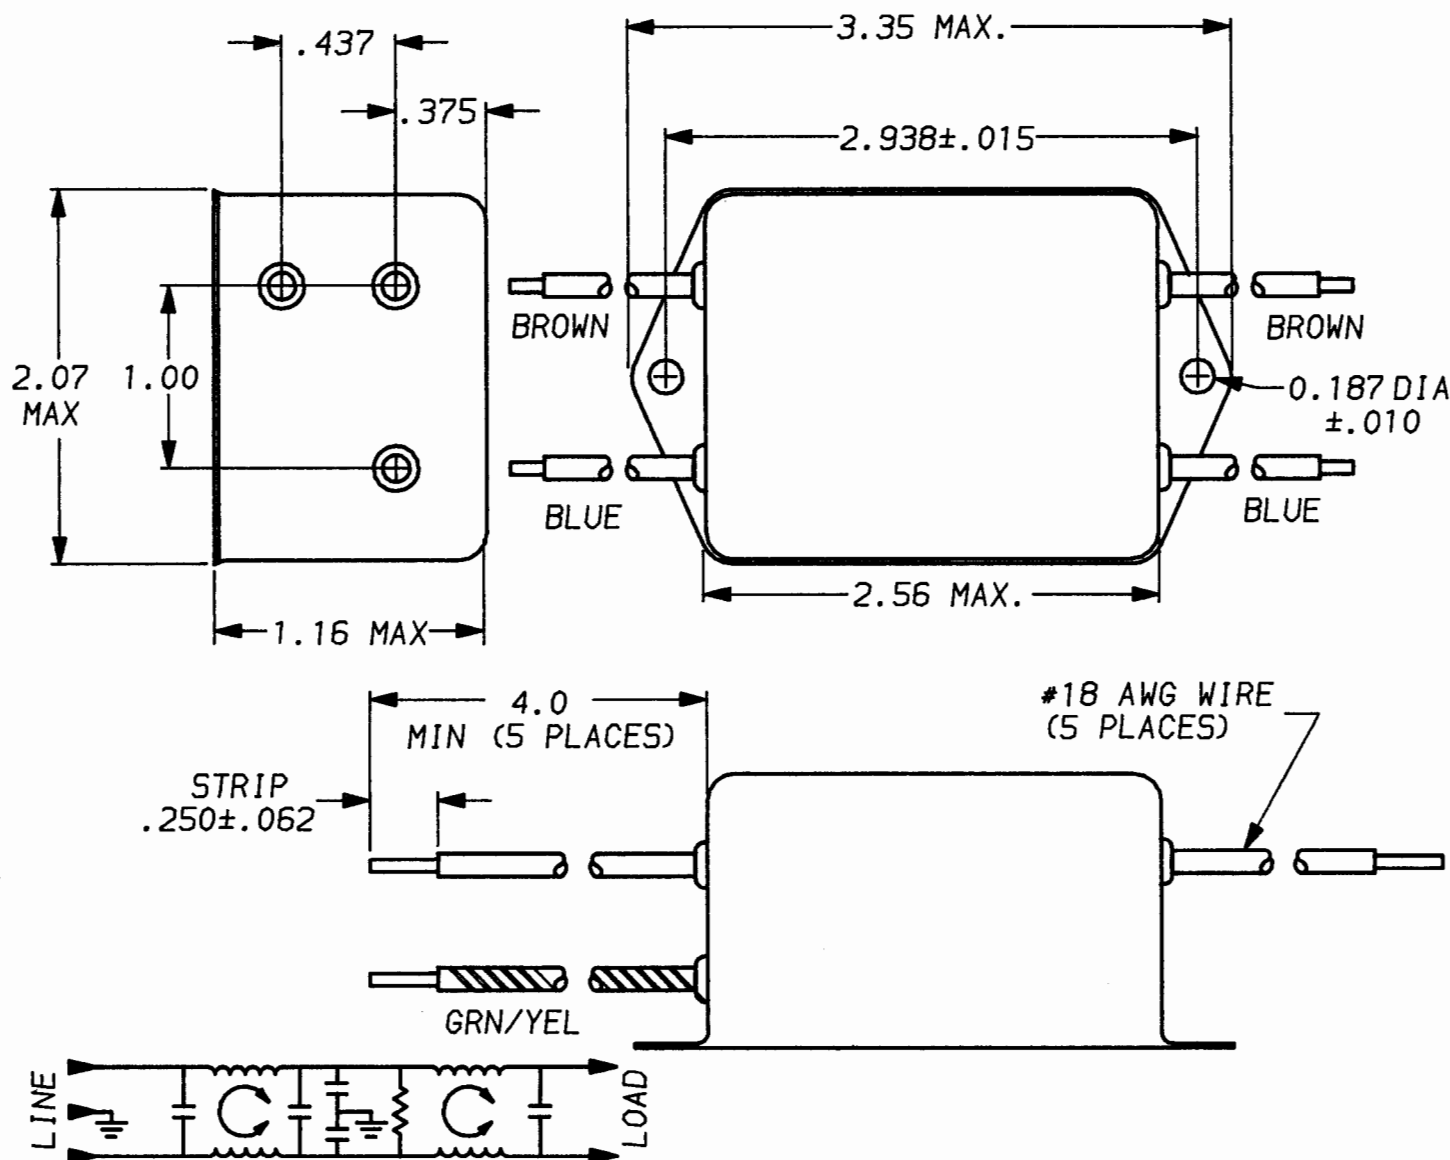 .437
3.35 MAX.
.375
2.938±.015
BROWN
BROWN
2.07
MAX
1.00
0.187 DIA
±.010
BLUE
BLUE
2.56 MAX.
1.16 MAX
4.0
MIN (5 PLACES)
#18 AWG WIRE
(5 PLACES)
STRIP
.250±.062
GRN/YEL
LINE
LOAD